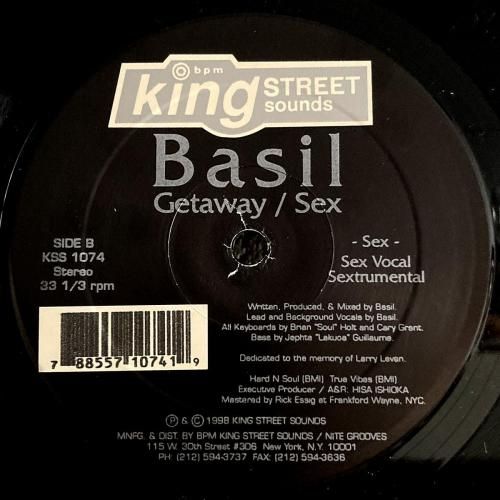 bpm
king STREET
sounds
Basil
Getaway / Sex
SIDE B
KSS 1074
Stereo
33 1/3 rpm
- Sex -
Sex Vocal
Sextrumental
Written, Produced, & Mixed by Basil.
Lead and Background Vocals by Basil.
All Keyboards by Brian "Soul" Holt and Cary Grant.
Bass by Jephte "Lakuoa" Guillaume.
Dedicated to the memory of Larry Levan.
7 88557 10741 9
Hard N Soul (BMI) True Vibes (BMI)
Executive Producer / A&R: HISA ISHIOKA
Mastered by Rick Essig at Frankford Wayne, NYC.
℗ & © 1998 KING STREET SOUNDS
MNFG. & DIST. BY BPM KING STREET SOUNDS / NITE GROOVES
115 W. 30th Street #306 New York, N.Y. 10001
PH: (212) 594-3737 FAX: (212) 594-3636